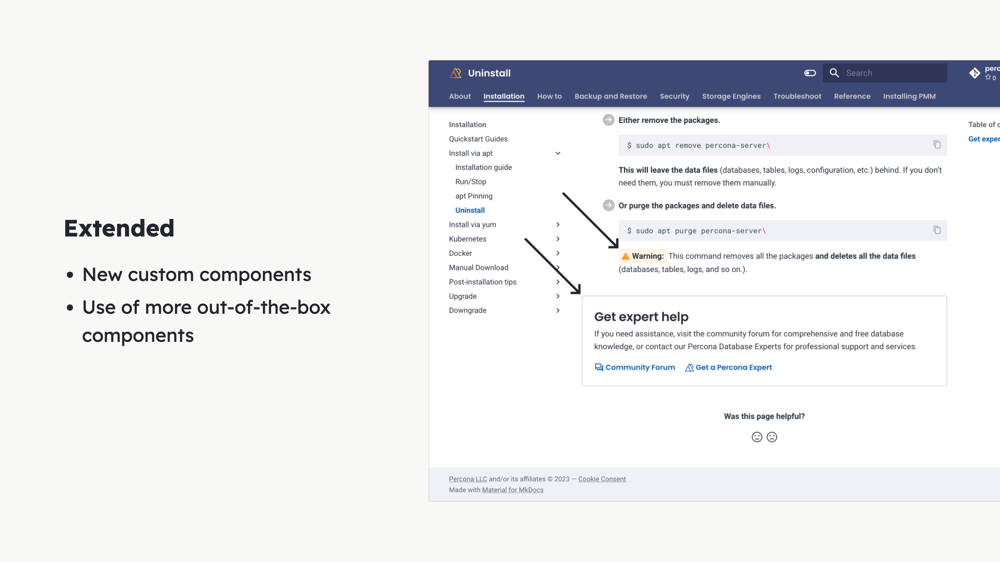 Extended
• New custom components
• Use of more out-of-the-box
components
Uninstall
Search
perc
0
About Installation How to Backup and Restore Security Storage Engines Troubleshoot Reference Installing PMM
Installation
Quickstart Guides
Install via apt
Installation guide
Run/Stop
apt Pinning
Uninstall
Install via yum
Kubernetes
Docker
Manual Download
Post-installation tips
Upgrade
Downgrade
Either remove the packages.
$ sudo apt remove percona-server\
This will leave the data files (databases, tables, logs, configuration, etc.) behind. If you don’t
need them, you must remove them manually.
Or purge the packages and delete data files.
$ sudo apt purge percona-server\
Warning: This command removes all the packages and deletes all the data files
(databases, tables, logs, and so on.).
Get expert help
If you need assistance, visit the community forum for comprehensive and free database
knowledge, or contact our Percona Database Experts for professional support and services.
Community Forum Get a Percona Expert
Was this page helpful?
Table of c
Get exper
Percona LLC and/or its affiliates © 2023 — Cookie Consent
Made with Material for MkDocs